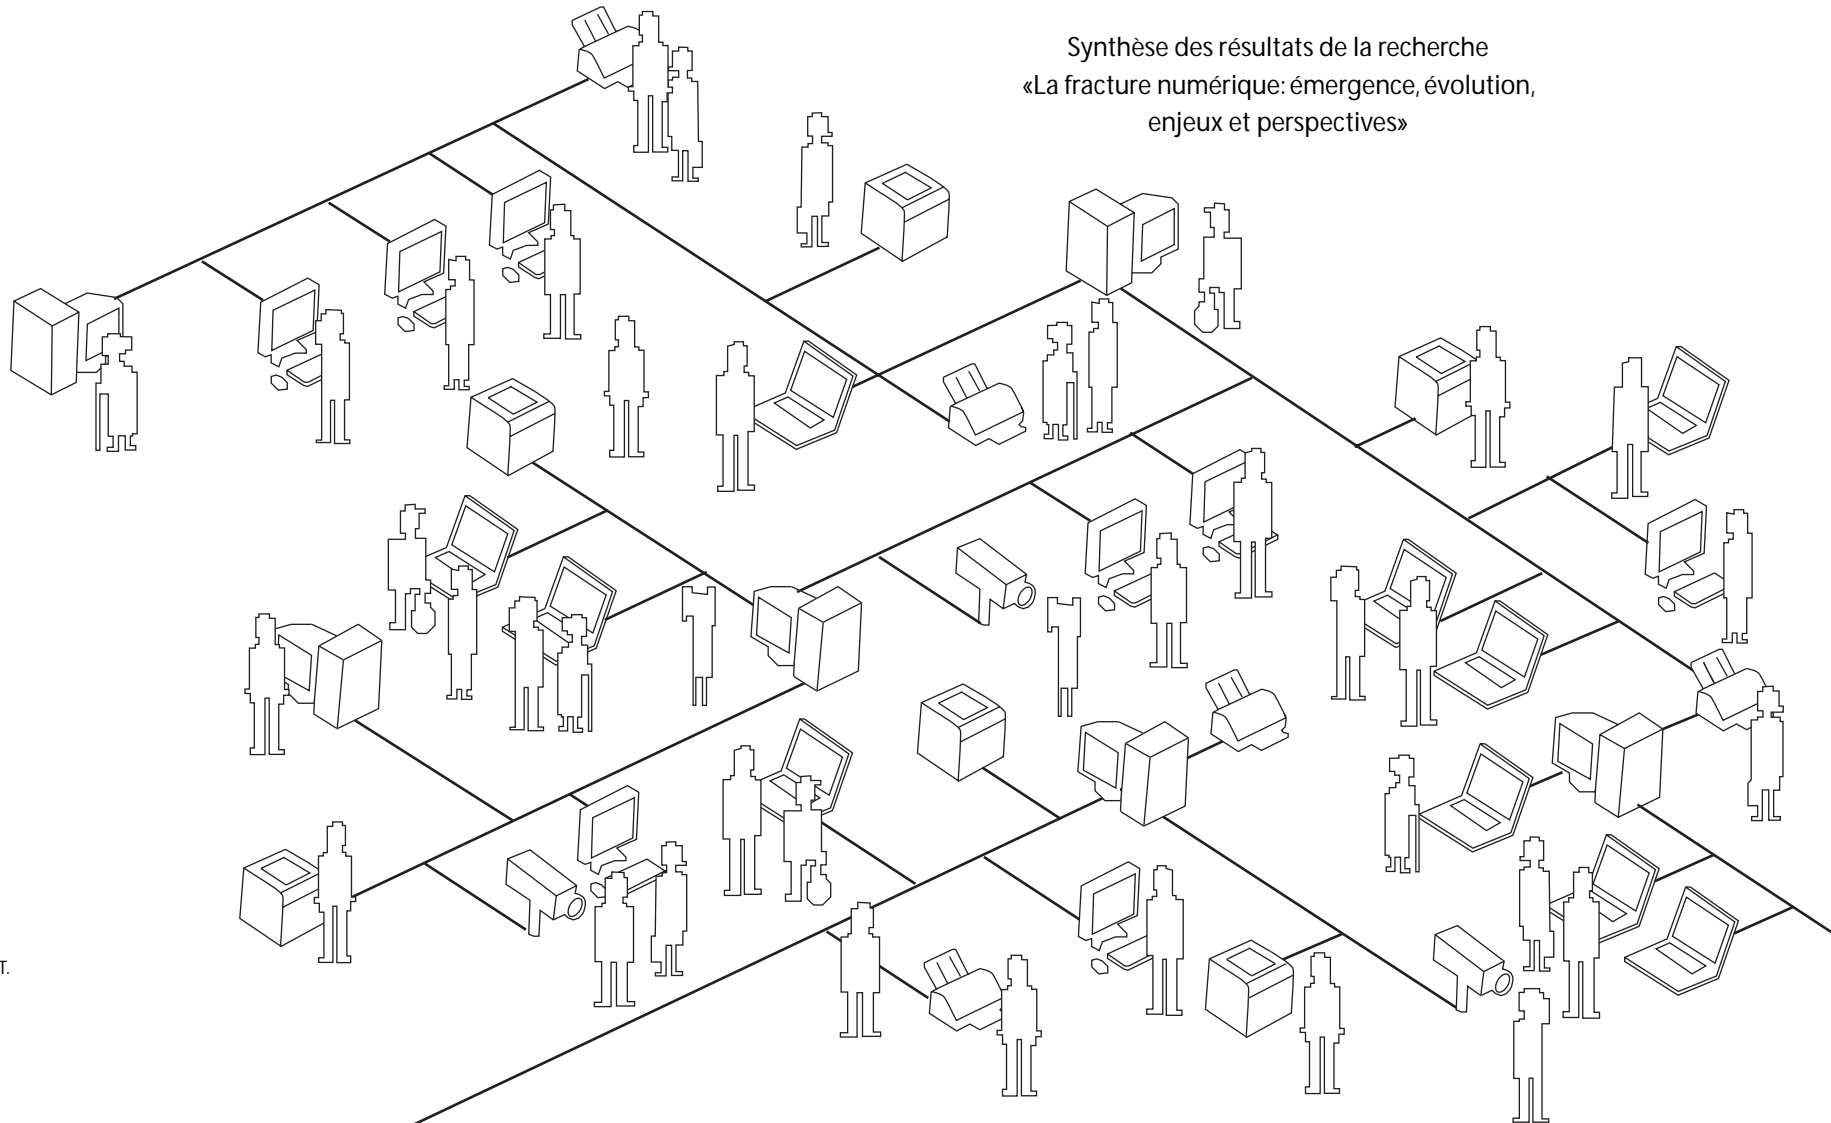 Synthèse des résultats de la recherche
«La fracture numérique: émergence, évolution,
enjeux et perspectives»
T.